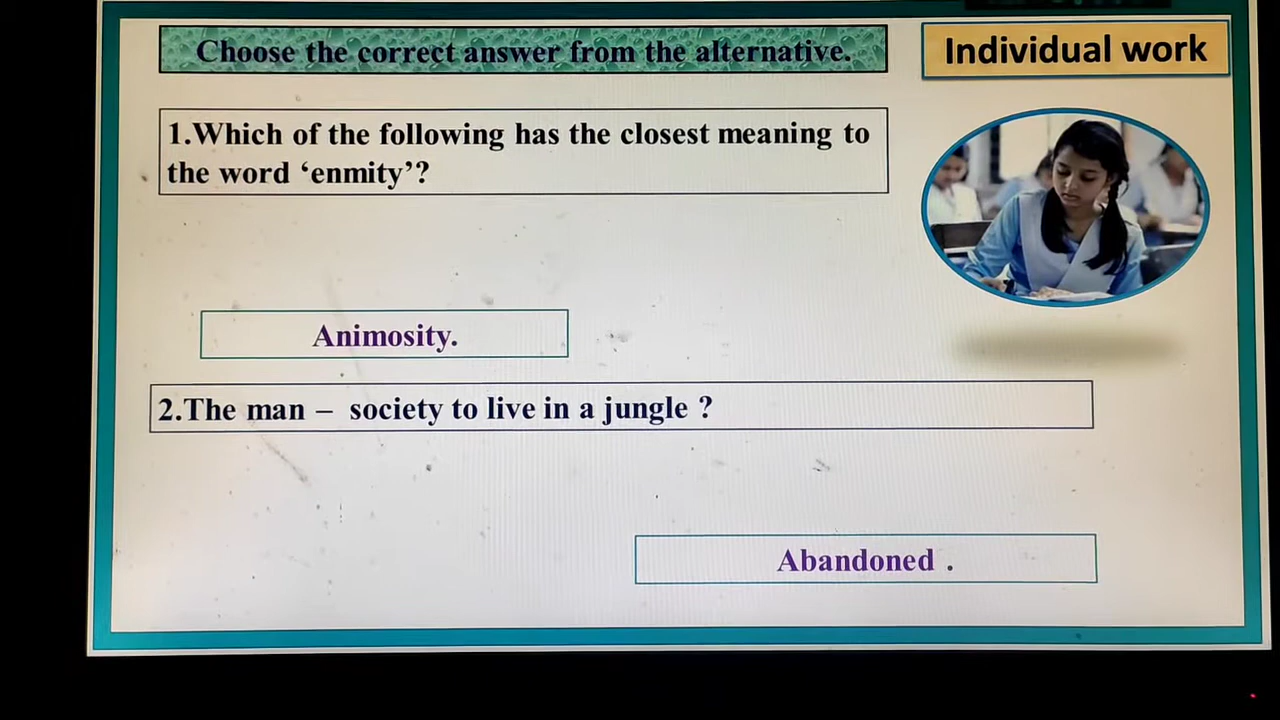 Choose the correct answer from the alternative.
Individual work
1.Which of the following has the closest meaning to
the word ‘enmity’?
Animosity.
2.The man – society to live in a jungle ?
Abandoned .